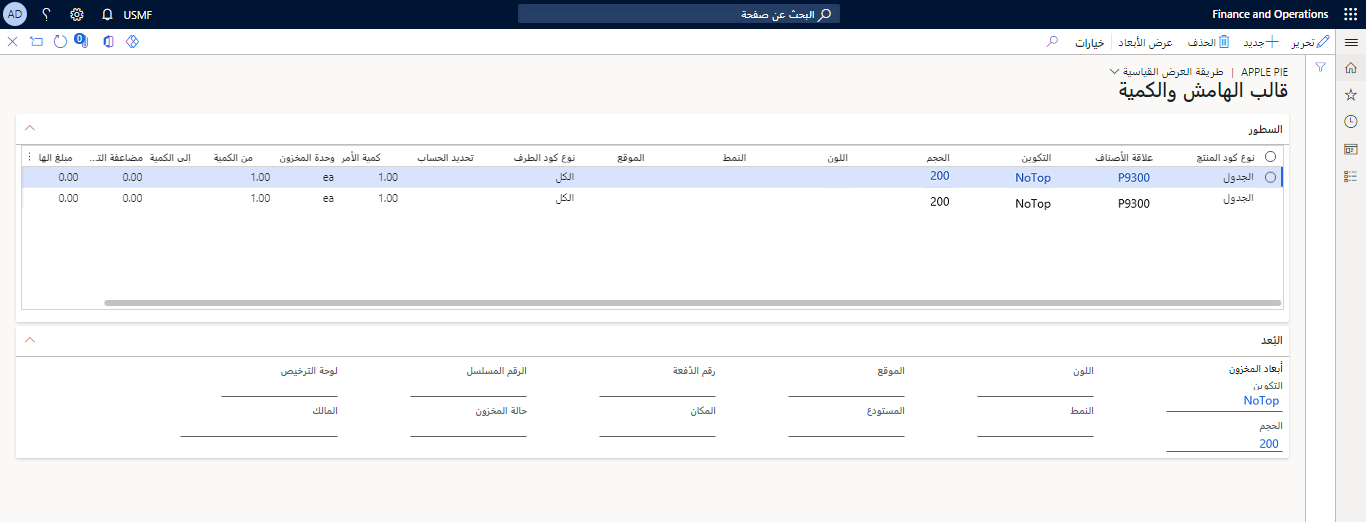 Finance and Operations البحث عن صفحة USMF AD
تحرير جديد الحذف عرض الأبعاد خيارات 0
APPLE PIE | طريقة العرض القياسية
قالب الهامش والكمية
السطور
نوع كود المنتج علاقة الأصناف التكوين الحجم اللون النمط الموقع نوع كود الطرف تحديد الحساب كمية الأمر وحدة المخزون من الكمية إلى الكمية مضاعفة التـ... مبلغ الها
الجدول P9300 NoTop 200 الكل 1.00 ea 1.00 0.00 0.00
الجدول P9300 NoTop 200 الكل 1.00 ea 1.00 0.00 0.00
البُعد
أبعاد المخزون
التكوين
NoTop
الحجم
200
اللون
النمط
الموقع
المستودع
رقم الدُفعة
المكان
الرقم المسلسل
حالة المخزون
لوحة الترخيص
المالك